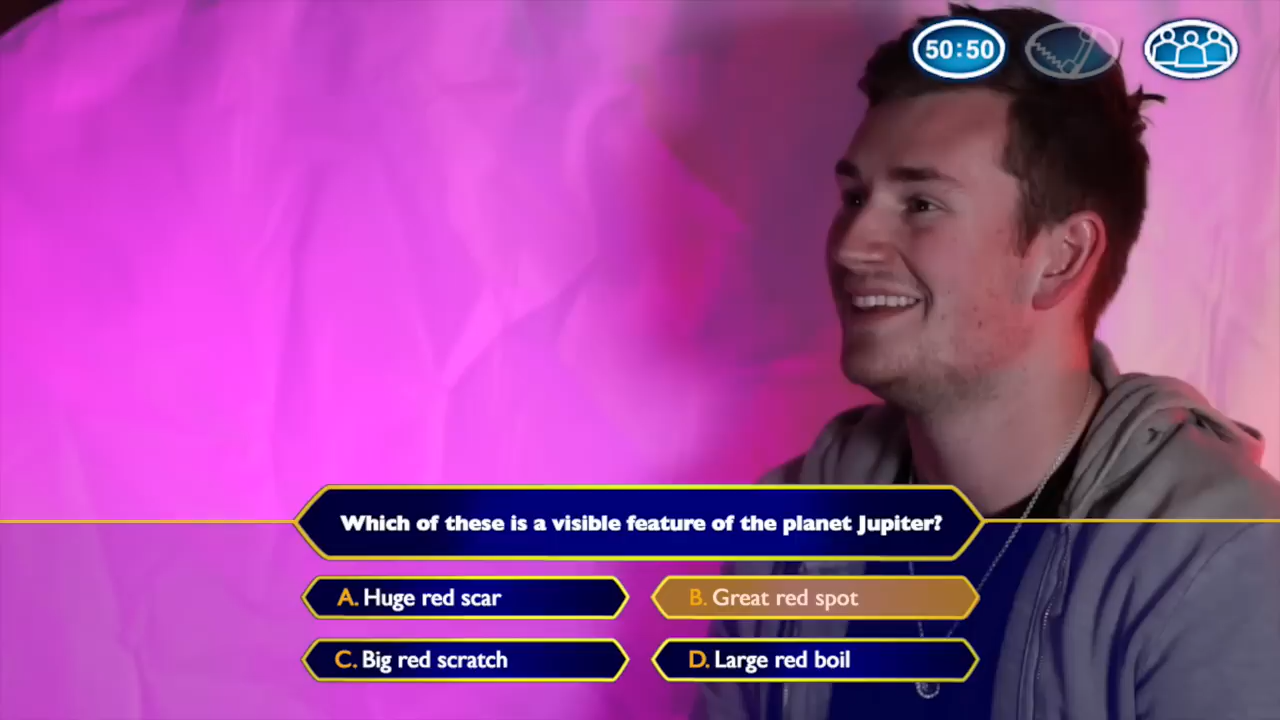 50:50
Which of these is a visible feature of the planet Jupiter?
A. Huge red scar
B. Great red spot
C. Big red scratch
D. Large red boil